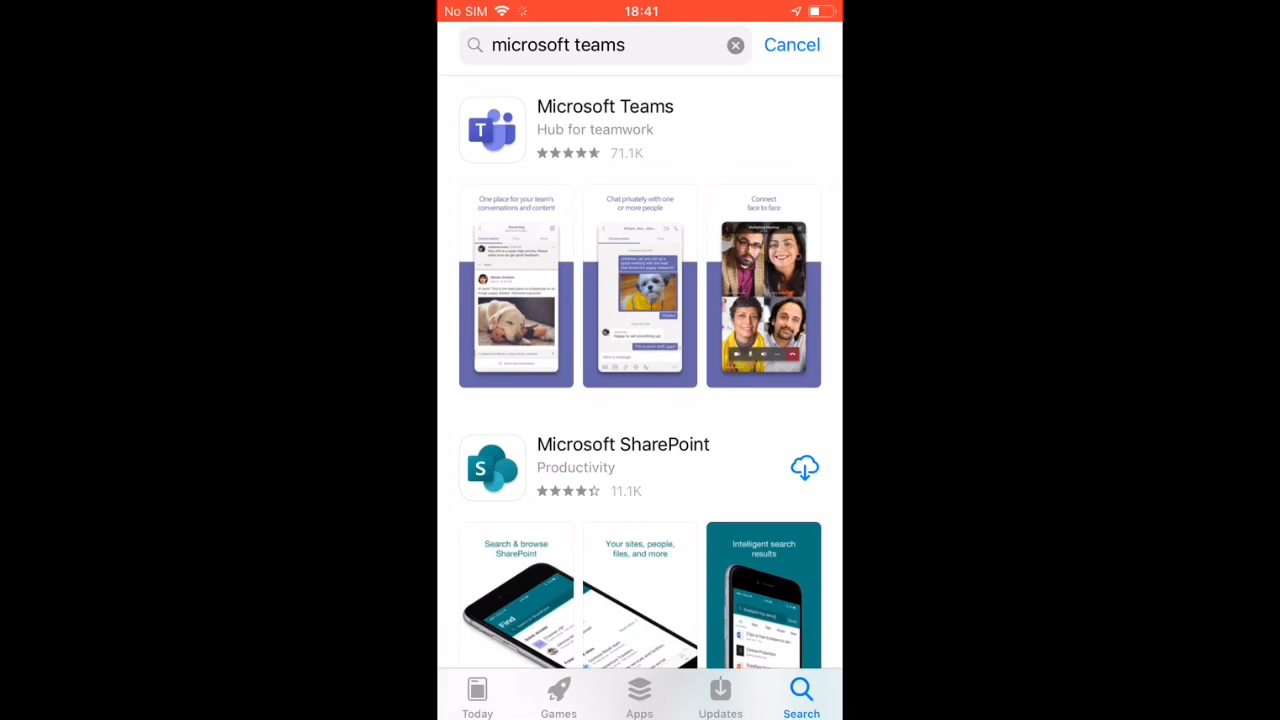 No SIM 18:41
microsoft teams Cancel
Microsoft Teams
T
Hub for teamwork
71.1K
One place for your team's
conversations and content
Chat privately with one
or more people
Connect
face to face
Microsoft SharePoint
S
Productivity
11.1K
Search & browse
SharePoint
Your sites, people,
files, and more
Intelligent search
results
Find
Today Games Apps Updates Search